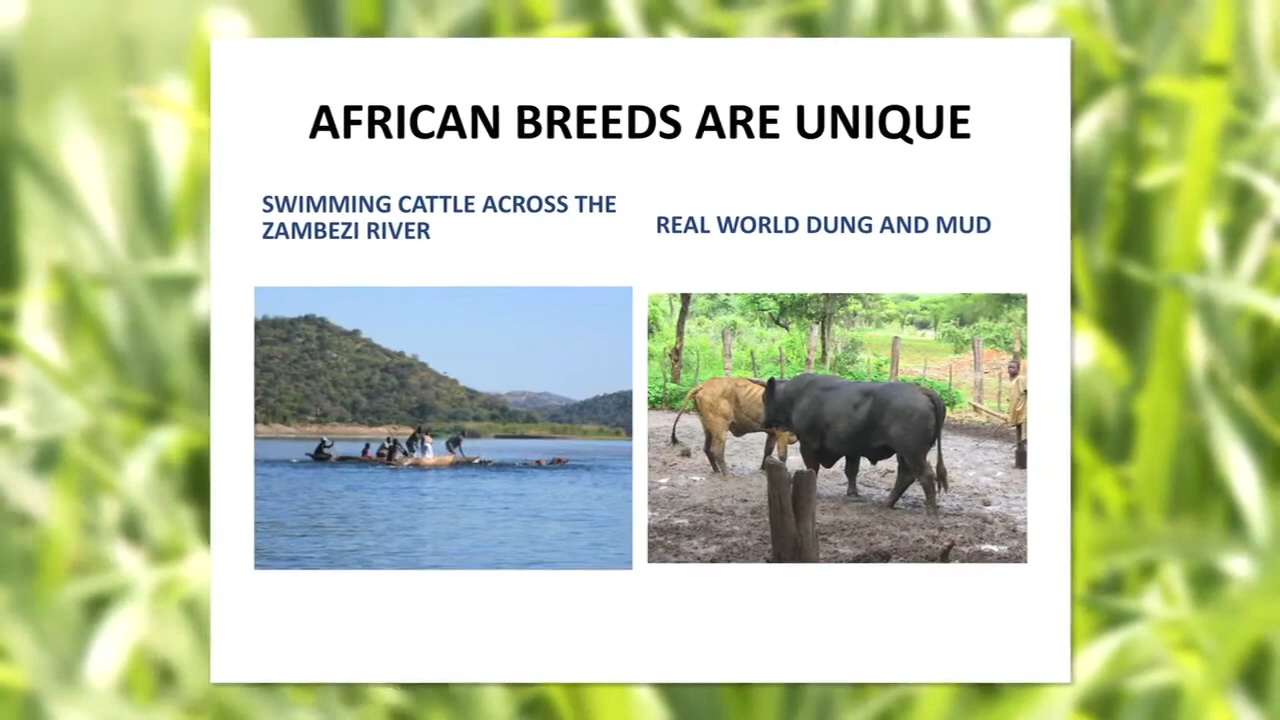 AFRICAN BREEDS ARE UNIQUE
SWIMMING CATTLE ACROSS THE
ZAMBEZI RIVER
REAL WORLD DUNG AND MUD